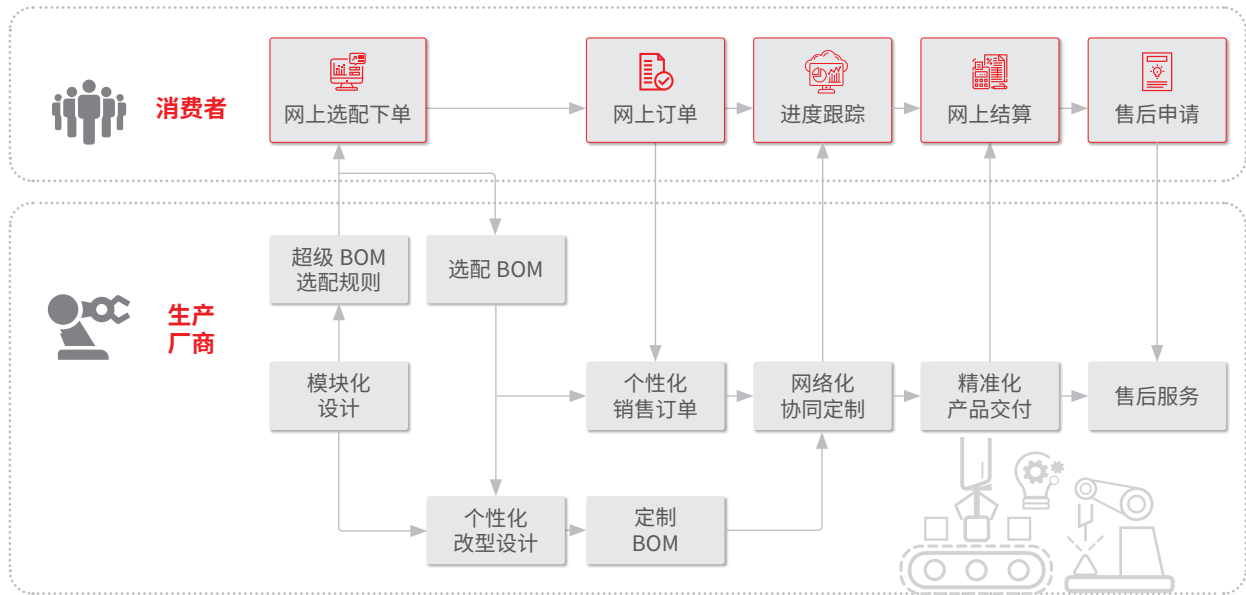 消费者
网上选配下单
网上订单
进度跟踪
网上结算
售后申请
生产
厂商
超级 BOM
选配规则
选配 BOM
模块化
设计
个性化
销售订单
网络化
协同定制
精准化
产品交付
售后服务
个性化
改型设计
定制
BOM